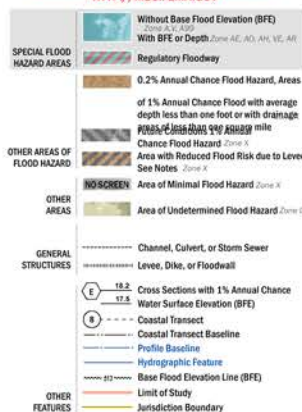 Without Base Flood Elevation (BFE)
Zone A,V, A99
With BFE or Depth Zone AE, AO, AH, VE, AR
SPECIAL FLOOD
HAZARD AREAS
Regulatory Floodway
0.2% Annual Chance Flood Hazard, Areas
of 1% Annual Chance Flood with average
depth less than one foot or with drainage
areas of less than one square mile
Future Conditions 1% Annual
Chance Flood Hazard Zone X
OTHER AREAS OF
FLOOD HAZARD
Area with Reduced Flood Risk due to Levee
See Notes Zone X
NO SCREEN Area of Minimal Flood Hazard Zone X
OTHER
AREAS
Area of Undetermined Flood Hazard Zone
GENERAL
STRUCTURES
Channel, Culvert, or Storm Sewer
Levee, Dike, or Floodwall
E 18.2 Cross Sections with 1% Annual Chance
17.5 Water Surface Elevation (BFE)
8 Coastal Transect
Coastal Transect Baseline
Profile Baseline
Hydrographic Feature
513 Base Flood Elevation Line (BFE)
Limit of Study
Jurisdiction Boundary
OTHER
FEATURES